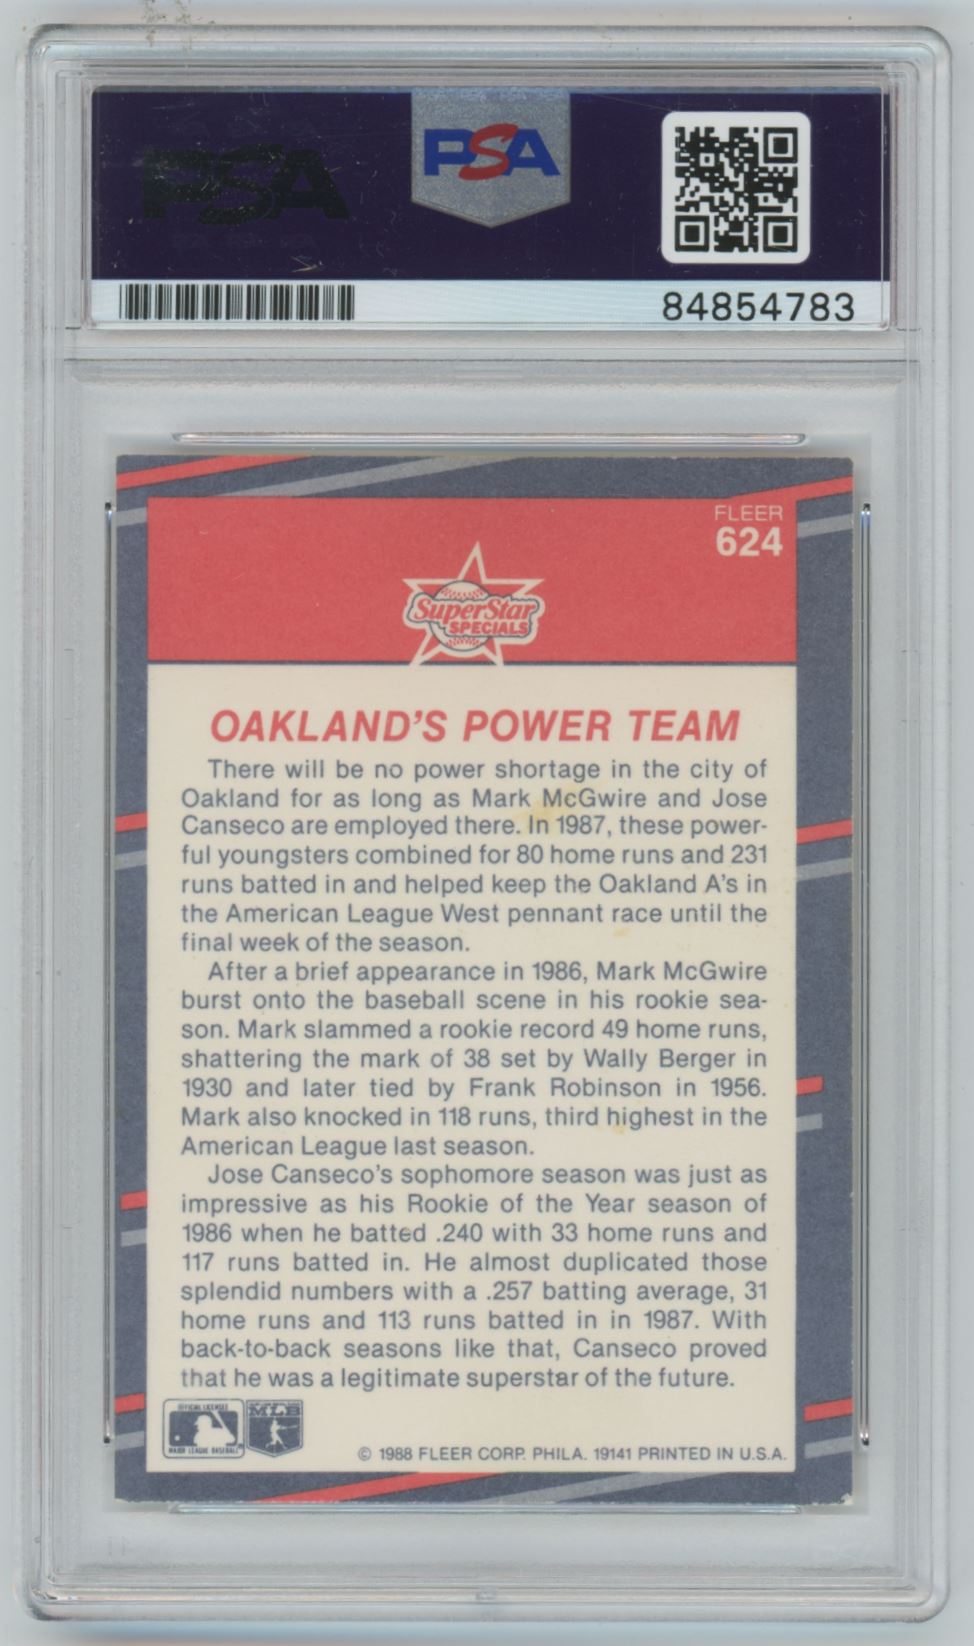 PSA
PSA
84854783
FLEER
624
SuperStar
SPECIALS
OAKLAND'S POWER TEAM
There will be no power shortage in the city of
Oakland for as long as Mark McGwire and Jose
Canseco are employed there. In 1987, these power-
ful youngsters combined for 80 home runs and 231
runs batted in and helped keep the Oakland A's in
the American League West pennant race until the
final week of the season.
After a brief appearance in 1986, Mark McGwire
burst onto the baseball scene in his rookie sea-
son. Mark slammed a rookie record 49 home runs,
shattering the mark of 38 set by Wally Berger in
1930 and later tied by Frank Robinson in 1956.
Mark also knocked in 118 runs, third highest in the
American League last season.
Jose Canseco's sophomore season was just as
impressive as his Rookie of the Year season of
1986 when he batted .240 with 33 home runs and
117 runs batted in. He almost duplicated those
splendid numbers with a .257 batting average, 31
home runs and 113 runs batted in in 1987. With
back-to-back seasons like that, Canseco proved
that he was a legitimate superstar of the future.
OFFICIAL LICENSEE
MAJOR LEAGUE BASEBALL
MLB
© 1988 FLEER CORP. PHILA. 19141 PRINTED IN U.S.A.